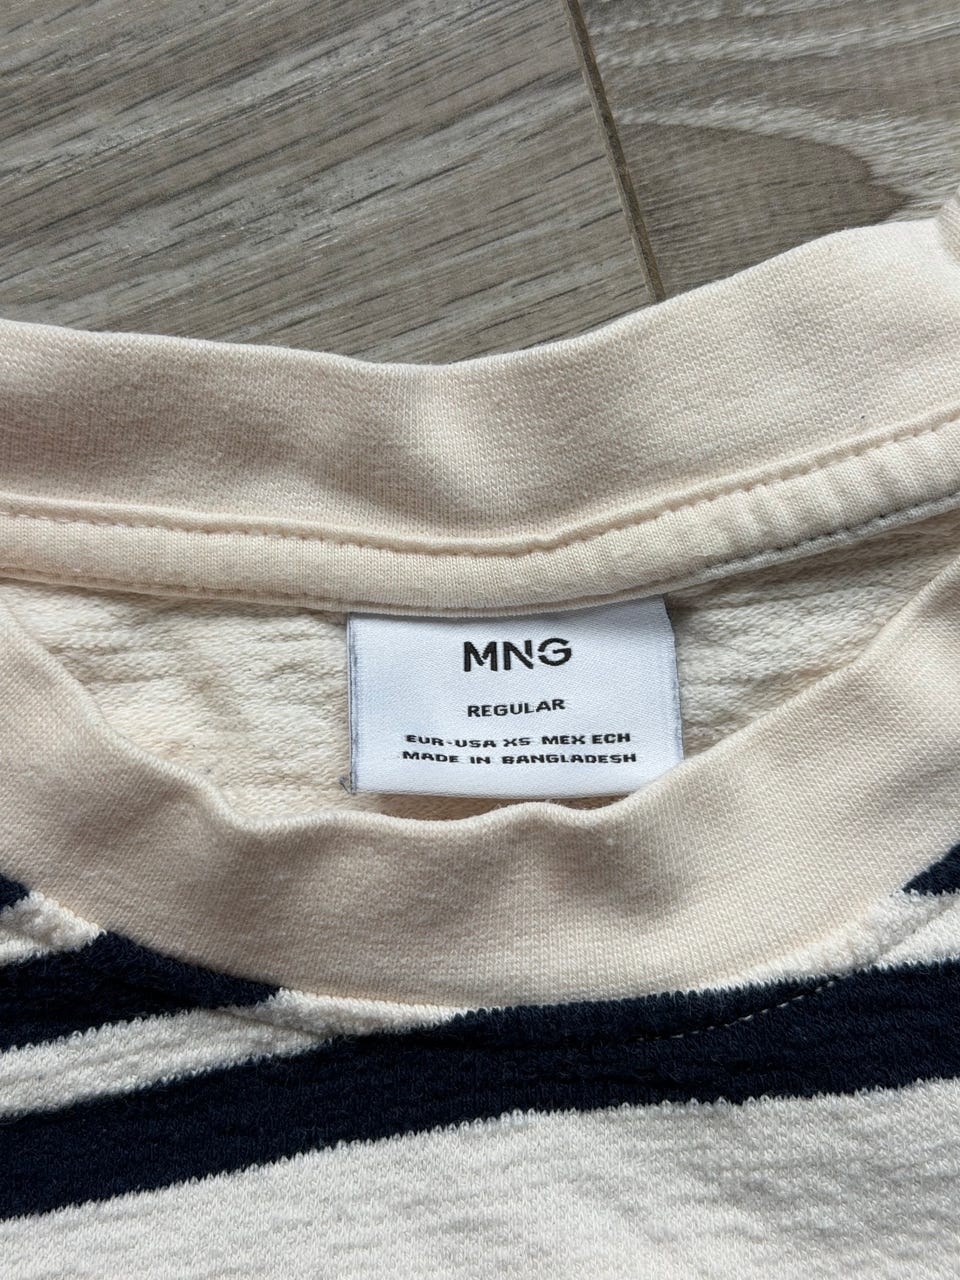 MNG
REGULAR
EUR-USA XS MEX ECH
MADE IN BANGLADESH